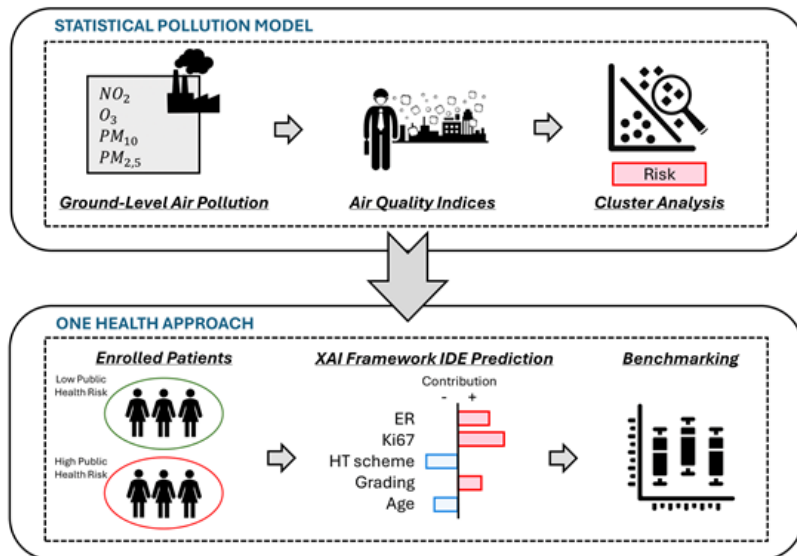 STATISTICAL POLLUTION MODEL
NO₂
O₃
PM₁₀
PM₂,₅
Risk
Ground-Level Air Pollution
Air Quality Indices
Cluster Analysis
ONE HEALTH APPROACH
Enrolled Patients
XAI Framework IDE Prediction
Benchmarking
Low Public
Health Risk
High Public
Health Risk
Contribution
- +
ER
Ki67
HT scheme
Grading
Age